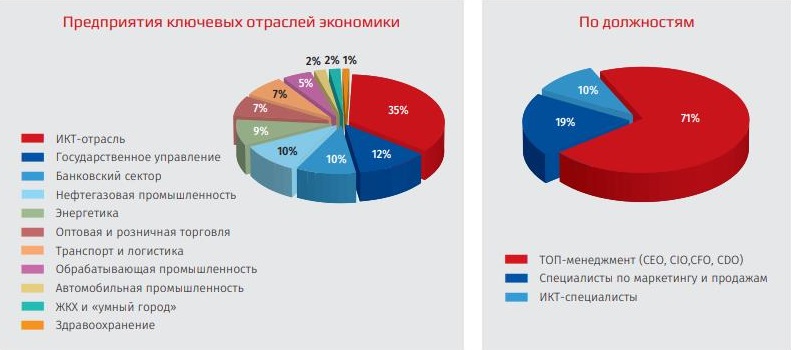 Предприятия ключевых отраслей экономики
2% 2% 1%
5%
7%
7%
9%
10%
10%
12%
35%
ИКТ-отрасль
Государственное управление
Банковский сектор
Нефтегазовая промышленность
Энергетика
Оптовая и розничная торговля
Транспорт и логистика
Обрабатывающая промышленность
Автомобильная промышленность
ЖКХ и «умный город»
Здравоохранение
По должностям
10%
19%
71%
ТОП-менеджмент (CEO, CIO,CFO, CDO)
Специалисты по маркетингу и продажам
ИКТ-специалисты